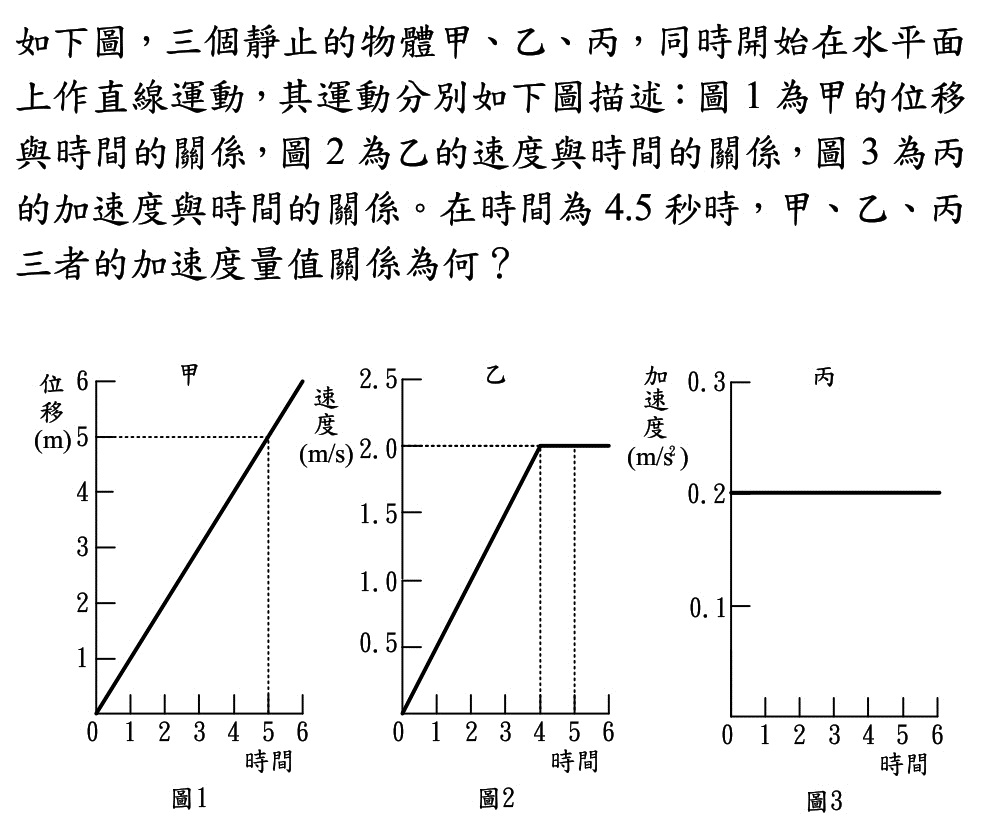 如下圖，三個靜止的物體甲、乙、丙，同時開始在水平面
上作直線運動，其運動分別如下圖描述：圖 1 為甲的位移
與時間的關係，圖 2 為乙的速度與時間的關係，圖 3 為丙
的加速度與時間的關係。在時間為 4.5 秒時，甲、乙、丙
三者的加速度量值關係為何？
甲
位移
(m)
6
5
4
3
2
1
0 1 2 3 4 5 6
時間
圖1
乙
速度
(m/s)
2.5
2.0
1.5
1.0
0.5
0 1 2 3 4 5 6
時間
圖2
丙
加速度
(m/s²)
0.3
0.2
0.1
0 1 2 3 4 5 6
時間
圖3